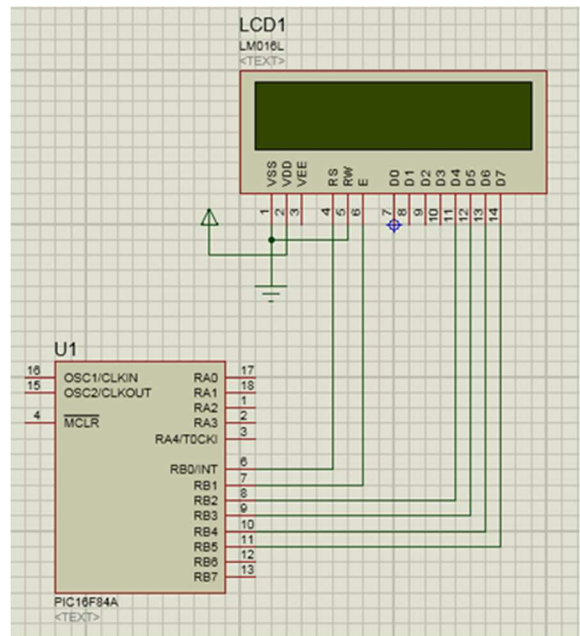 LCD1
LM016L
<TEXT>
VSS VDD VEE RS RW E D0 D1 D2 D3 D4 D5 D6 D7
1 2 3 4 5 6 7 8 9 10 11 12 13 14
U1
16 OSC1/CLKIN RA0 17
15 OSC2/CLKOUT RA1 18
RA2 1
4 MCLR RA3 2
RA4/T0CKI 3
RB0/INT 6
RB1 7
RB2 8
RB3 9
RB4 10
RB5 11
RB6 12
RB7 13
PIC16F84A
<TEXT>